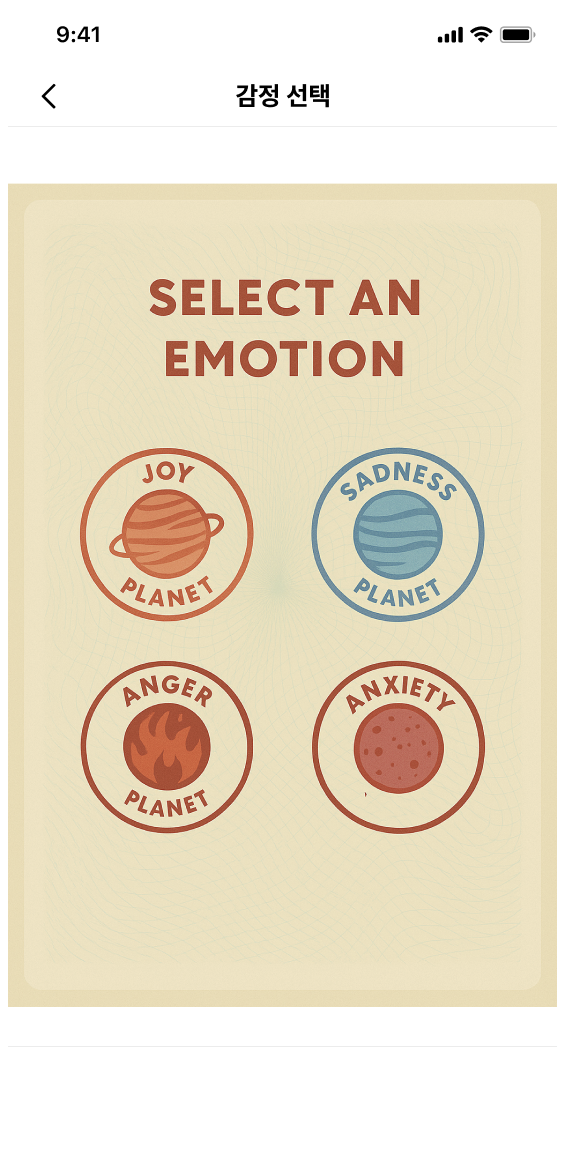 9:41
감정 선택
SELECT AN
EMOTION
JOY
PLANET
SADNESS
PLANET
ANGER
PLANET
ANXIETY